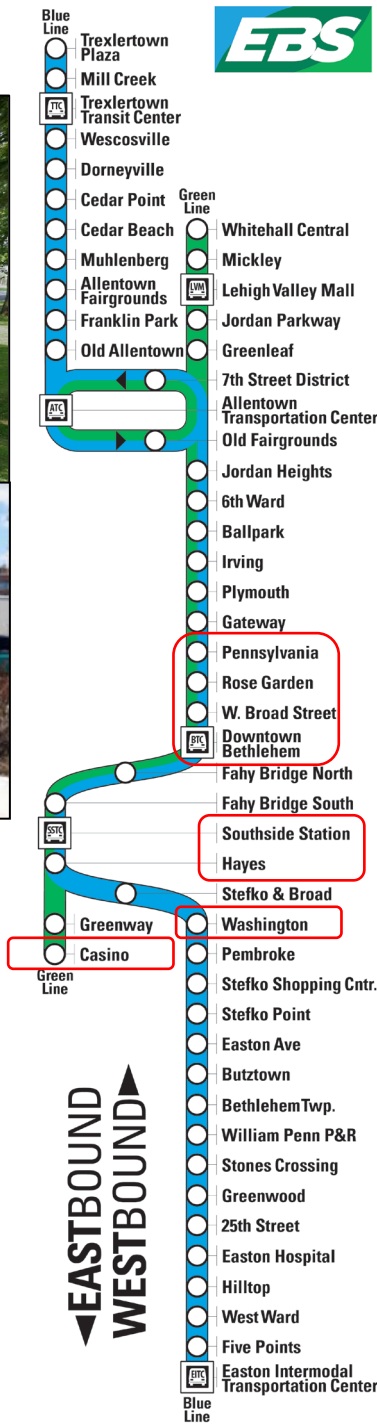 EBS
Blue
Line
Trexlertown
Plaza
Mill Creek
TTC
Trexlertown
Transit Center
Wescosville
Dorneyville
Cedar Point
Cedar Beach
Muhlenberg
Allentown
Fairgrounds
Franklin Park
Old Allentown
Green
Line
Whitehall Central
Mickley
LVM
Lehigh Valley Mall
Jordan Parkway
Greenleaf
7th Street District
ATC
Allentown
Transportation Center
Old Fairgrounds
Jordan Heights
6th Ward
Ballpark
Irving
Plymouth
Gateway
Pennsylvania
Rose Garden
W. Broad Street
BTC
Downtown
Bethlehem
Fahy Bridge North
Fahy Bridge South
SSTC
Southside Station
Hayes
Stefko & Broad
Greenway
Washington
Casino
Green
Line
Pembroke
Stefko Shopping Cntr.
Stefko Point
Easton Ave
Butztown
Bethlehem Twp.
William Penn P&R
Stones Crossing
Greenwood
25th Street
Easton Hospital
Hilltop
West Ward
Five Points
EITC
Easton Intermodal
Transportation Center
Blue
Line
EASTBOUND
WESTBOUND